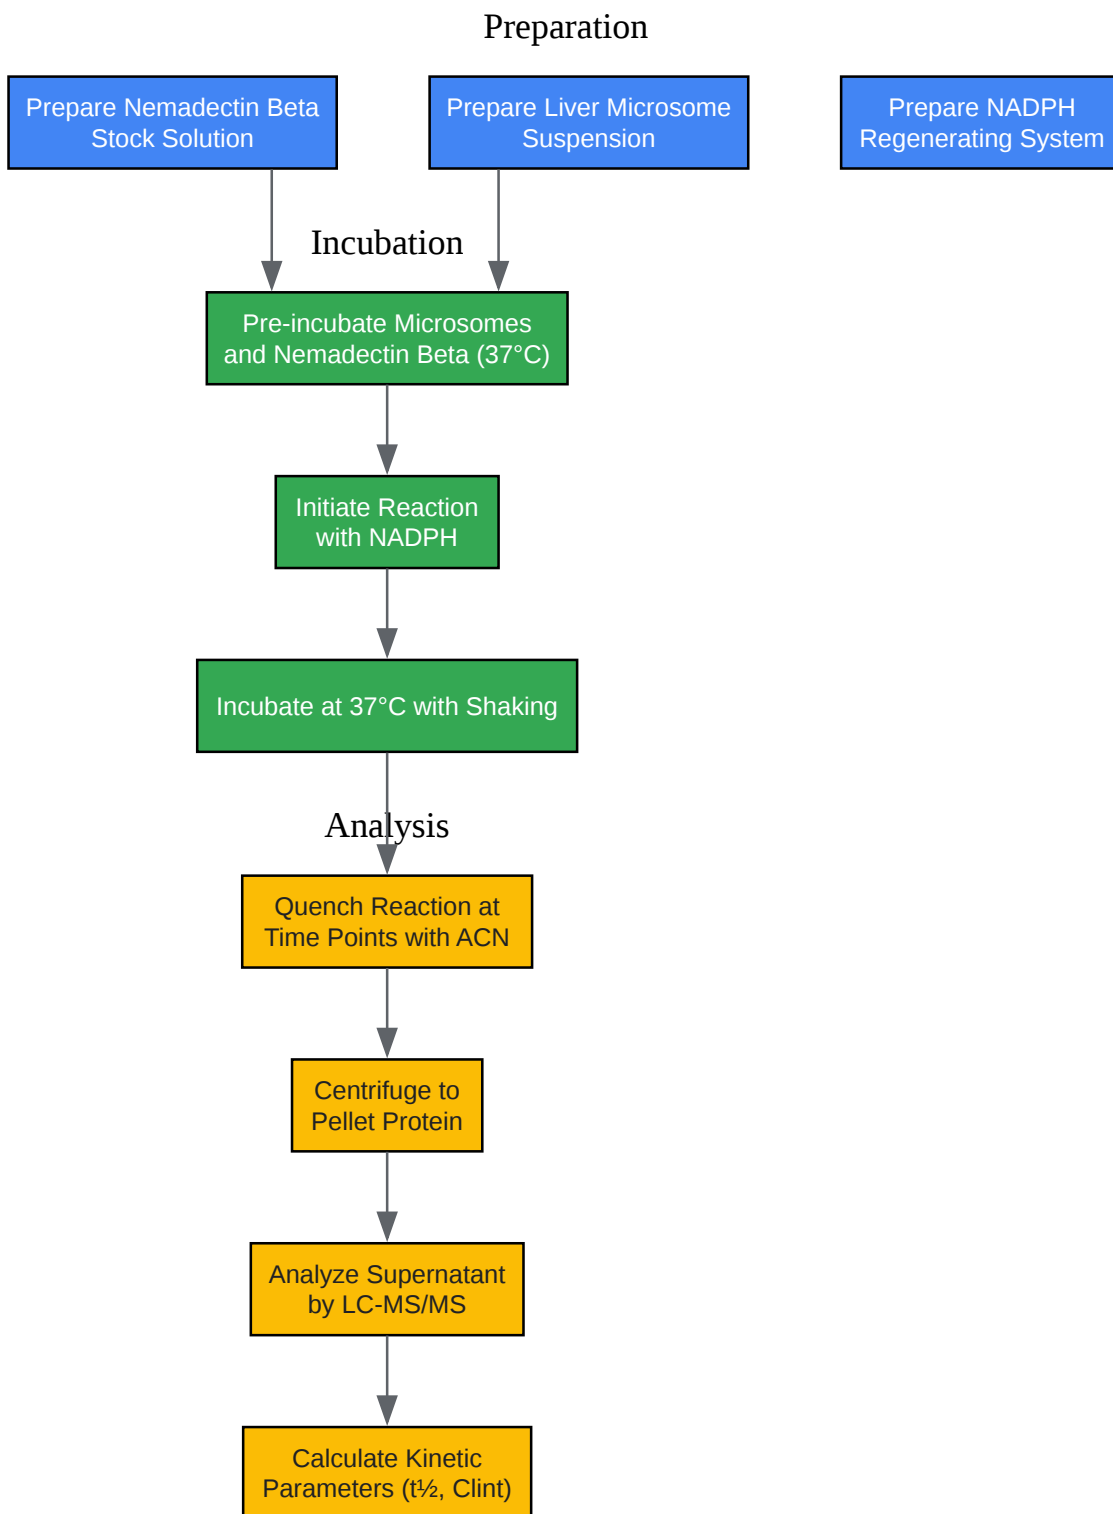 Preparation
Prepare Nemadectin Beta
Stock Solution
Prepare Liver Microsome
Suspension
Prepare NADPH
Regenerating System
Incubation
Pre-incubate Microsomes
and Nemadectin Beta (37°C)
Initiate Reaction
with NADPH
Incubate at 37°C with Shaking
Analysis
Quench Reaction at
Time Points with ACN
Centrifuge to
Pellet Protein
Analyze Supernatant
by LC-MS/MS
Calculate Kinetic
Parameters (t½, Clint)